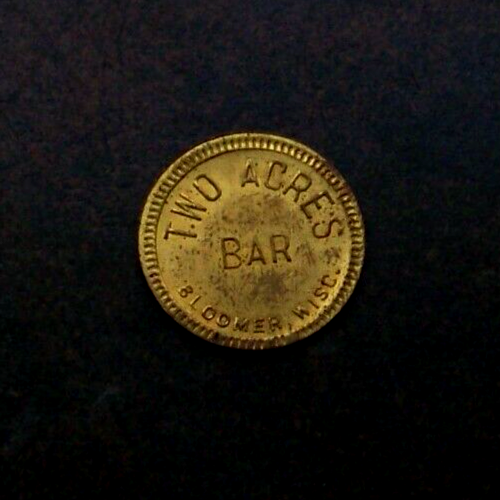 TWO ACRES
BAR
BLOOMER, WISC.